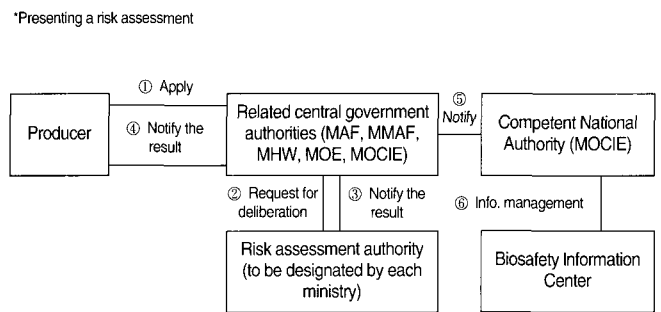 *Presenting a risk assessment
Producer
① Apply
④ Notify the
result
Related central government
authorities (MAF, MMAF,
MHW, MOE, MOCIE)
⑤
Notify
Competent National
Authority (MOCIE)
② Request for
deliberation
③ Notify the
result
⑥ Info. management
Risk assessment authority
(to be designated by each
ministry)
Biosafety Information
Center